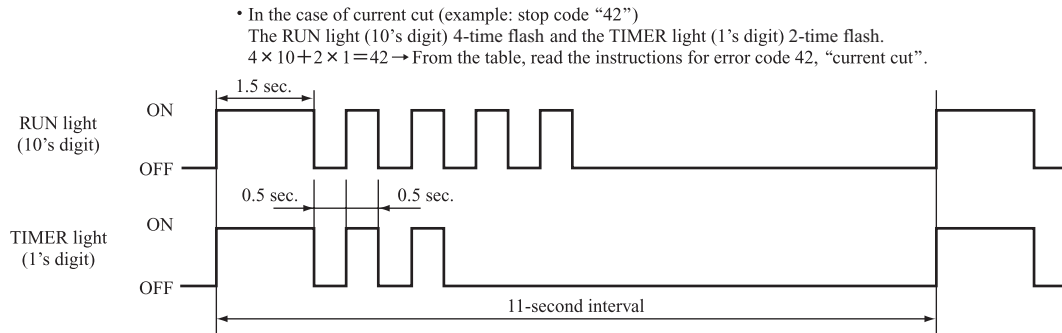 • In the case of current cut (example: stop code “42”)
The RUN light (10’s digit) 4-time flash and the TIMER light (1’s digit) 2-time flash.
4 × 10 + 2 × 1 = 42 → From the table, read the instructions for error code 42, “current cut”.
1.5 sec.
ON
RUN light
(10’s digit)
OFF
0.5 sec.
0.5 sec.
ON
TIMER light
(1’s digit)
OFF
11-second interval